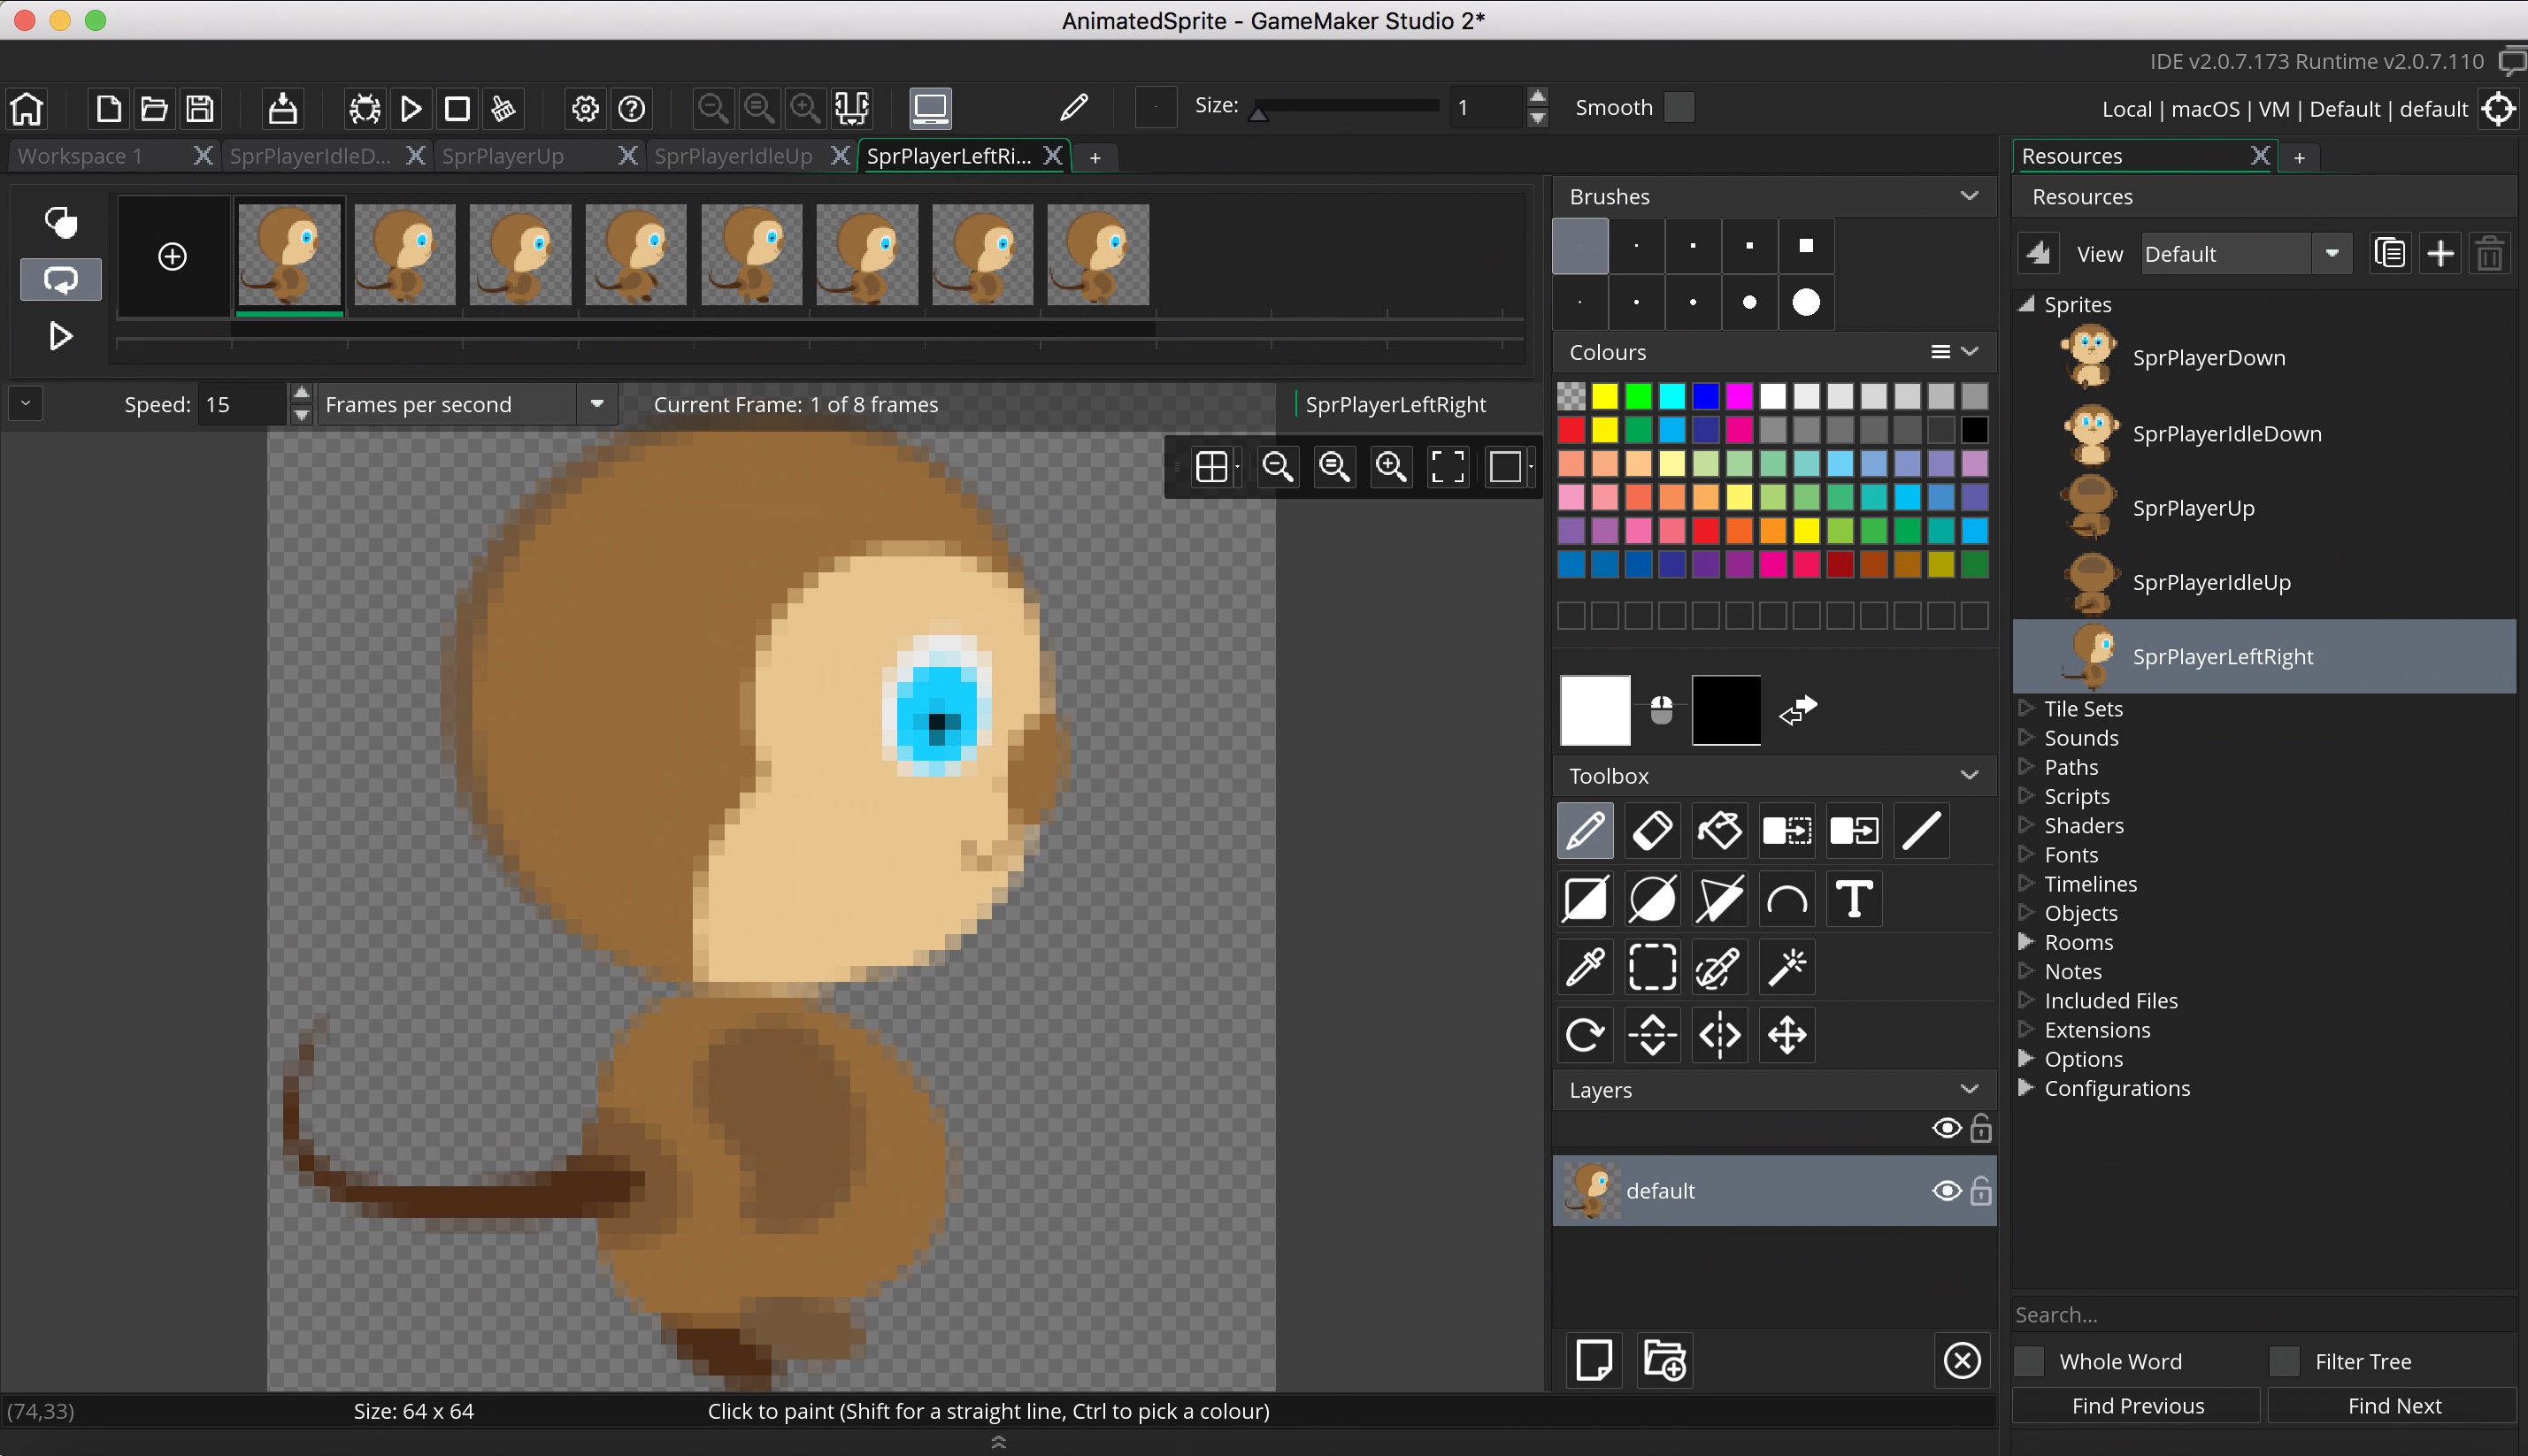 AnimatedSprite - GameMaker Studio 2*
IDE v2.0.7.173 Runtime v2.0.7.110
Size: 1 Smooth
Local | macOS | VM | Default | default
Workspace 1 SprPlayerIdleD... SprPlayerUp SprPlayerIdleUp SprPlayerLeftRi... +
Resources +
Brushes
Resources
View Default
Sprites
SprPlayerDown
SprPlayerIdleDown
SprPlayerUp
SprPlayerIdleUp
SprPlayerLeftRight
Tile Sets
Sounds
Paths
Scripts
Shaders
Fonts
Timelines
Objects
Rooms
Notes
Included Files
Extensions
Options
Configurations
Colours
Speed: 15 Frames per second Current Frame: 1 of 8 frames SprPlayerLeftRight
Toolbox
T
Layers
default
Search...
Whole Word Filter Tree
Find Previous Find Next
(74,33) Size: 64 x 64 Click to paint (Shift for a straight line, Ctrl to pick a colour)